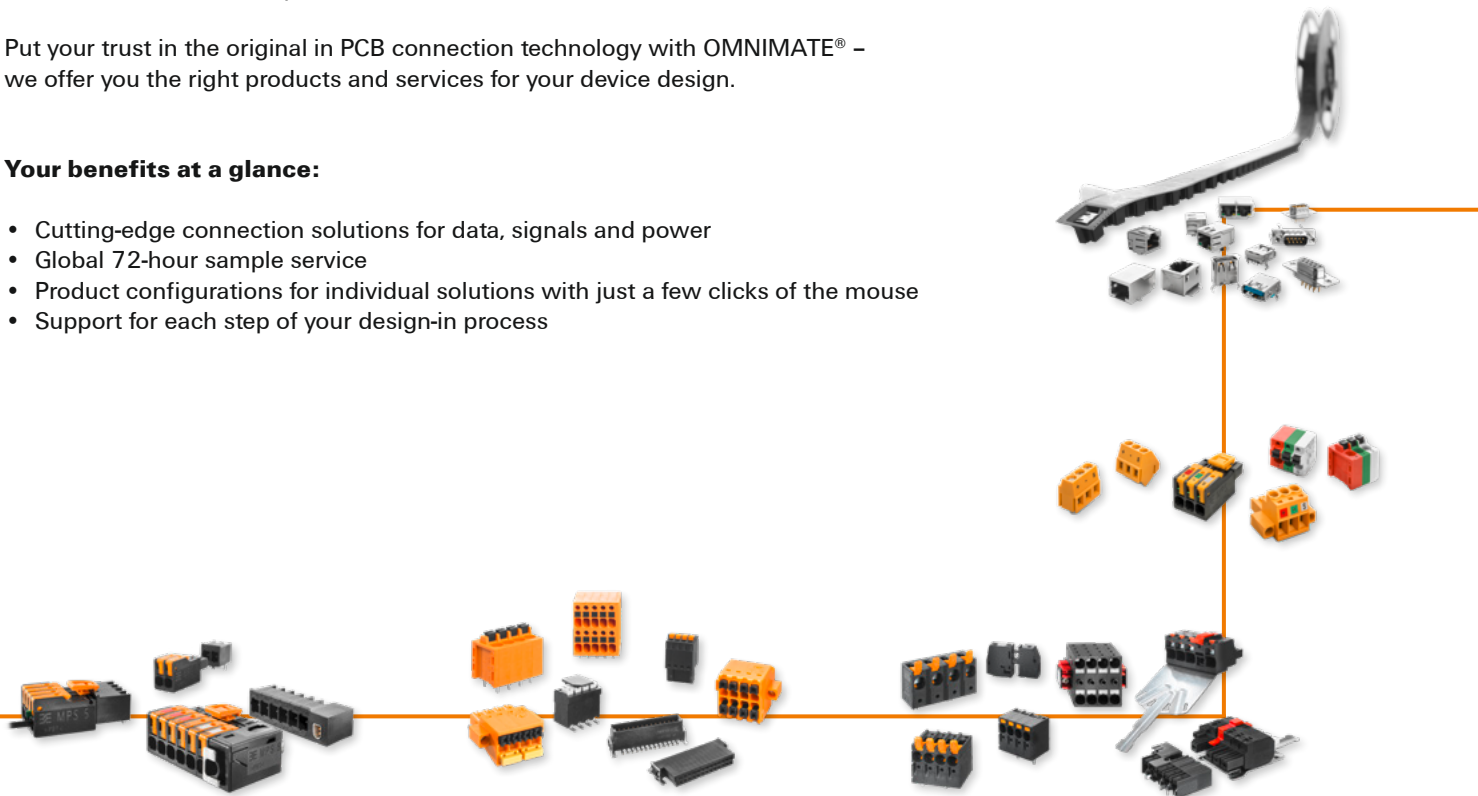 Put your trust in the original in PCB connection technology with OMNIMATE® –
we offer you the right products and services for your device design.
Your benefits at a glance:
• Cutting-edge connection solutions for data, signals and power
• Global 72-hour sample service
• Product configurations for individual solutions with just a few clicks of the mouse
• Support for each step of your design-in process
MPS 5